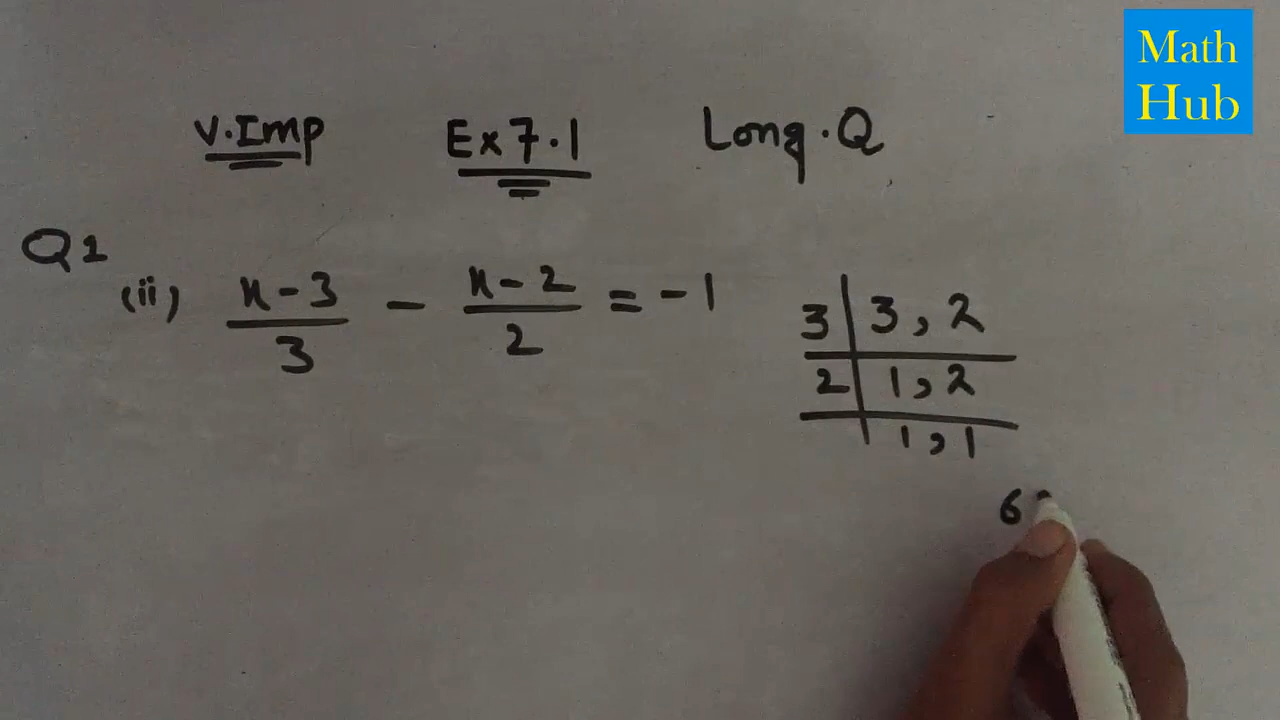 Math
Hub
V.Imp Ex 7.1 Long.Q
Q1
(ii) x-3/3 - x-2/2 = -1
3 | 3, 2
2 | 1, 2
1, 1
6